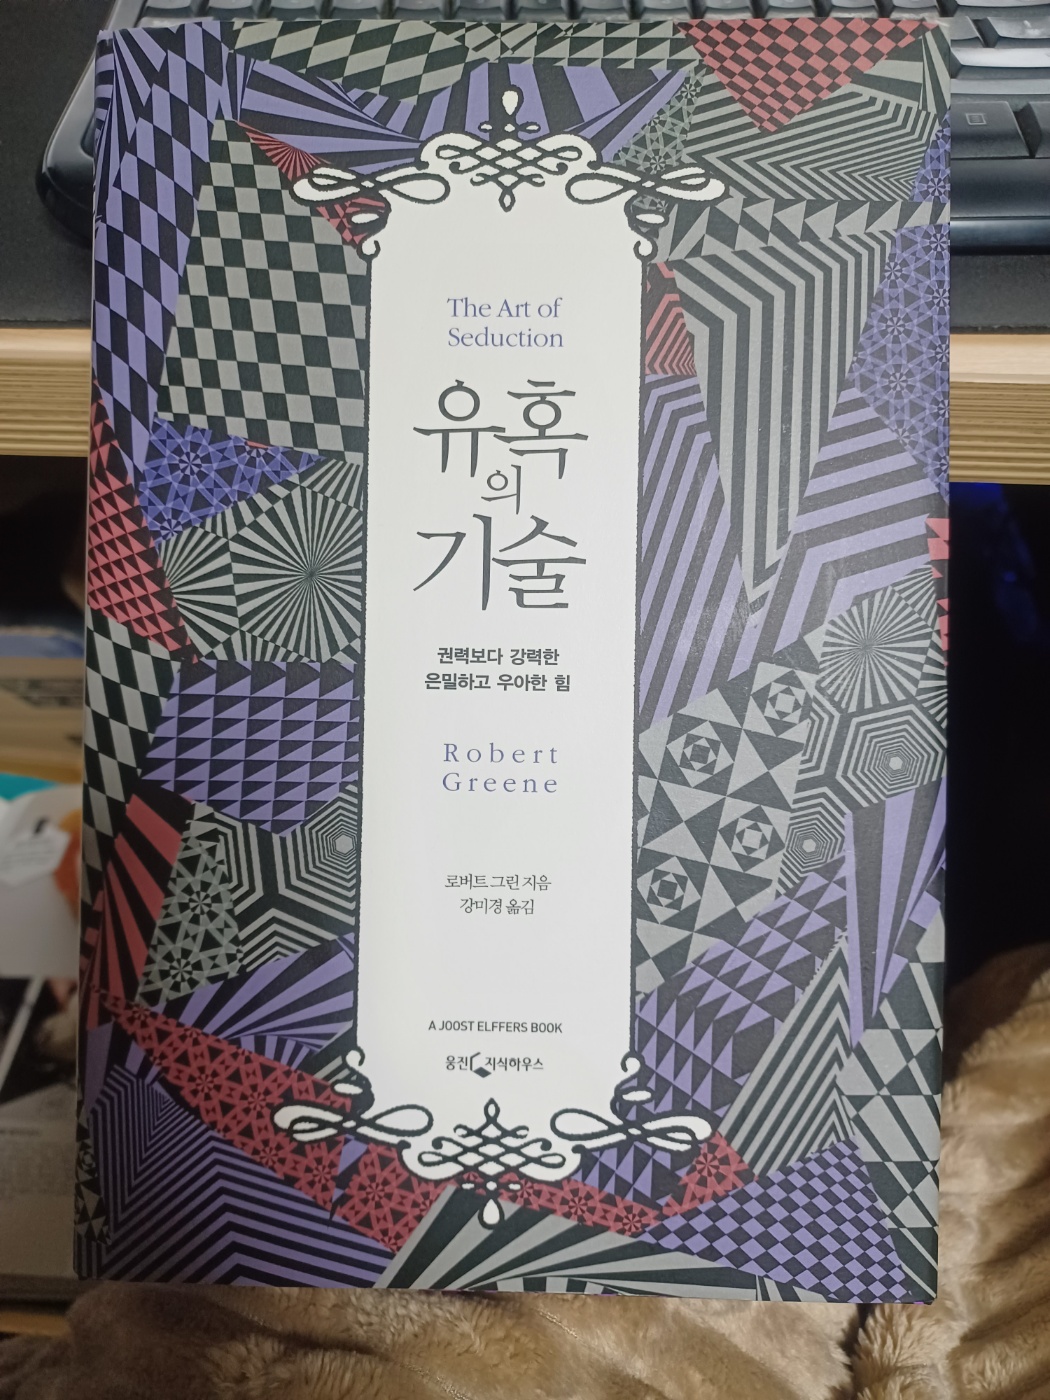 The Art of
Seduction
유혹
의
기술
권력보다 강력한
은밀하고 우아한 힘
Robert
Greene
로버트 그린 지음
강미경 옮김
A JOOST ELFFERS BOOK
웅진 지식하우스